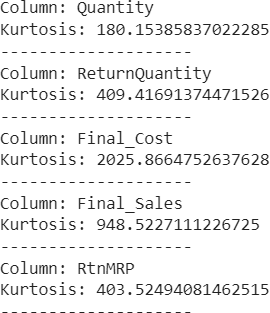 Column: Quantity
Kurtosis: 180.15385837022285
--------------------
Column: ReturnQuantity
Kurtosis: 409.41691374471526
--------------------
Column: Final_Cost
Kurtosis: 2025.8664752637628
--------------------
Column: Final_Sales
Kurtosis: 948.5227111226725
--------------------
Column: RtnMRP
Kurtosis: 403.52494081462515
--------------------